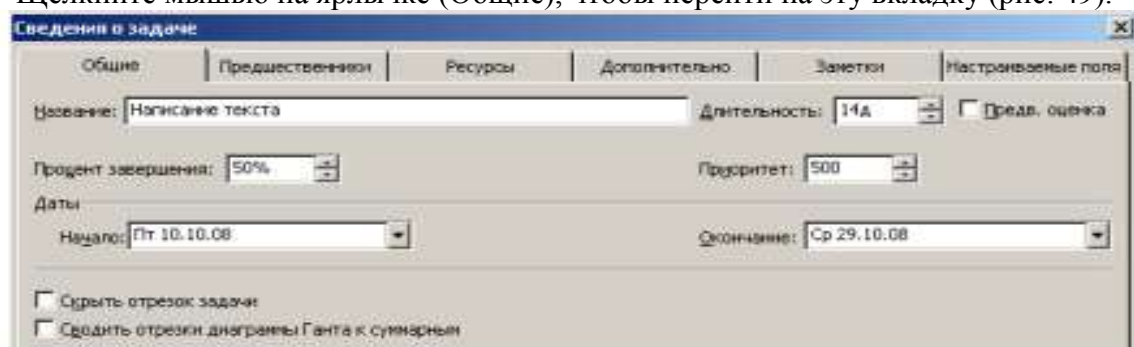 Щелкните мышью на ярлычке (Общие), чтобы перейти на эту вкладку (рис. 49).
Сведения о задаче
Общие Предшественники Ресурсы Дополнительно Заметки Настраиваемые поля
Название: Написание текста Длительность: 14д Предв. оценка
Процент завершения: 50% Приоритет: 500
Даты
Начало: Пт 10.10.08 Окончание: Ср 29.10.08
Скрыть отрезок задачи
Сводить отрезки диаграммы Ганта к суммарным